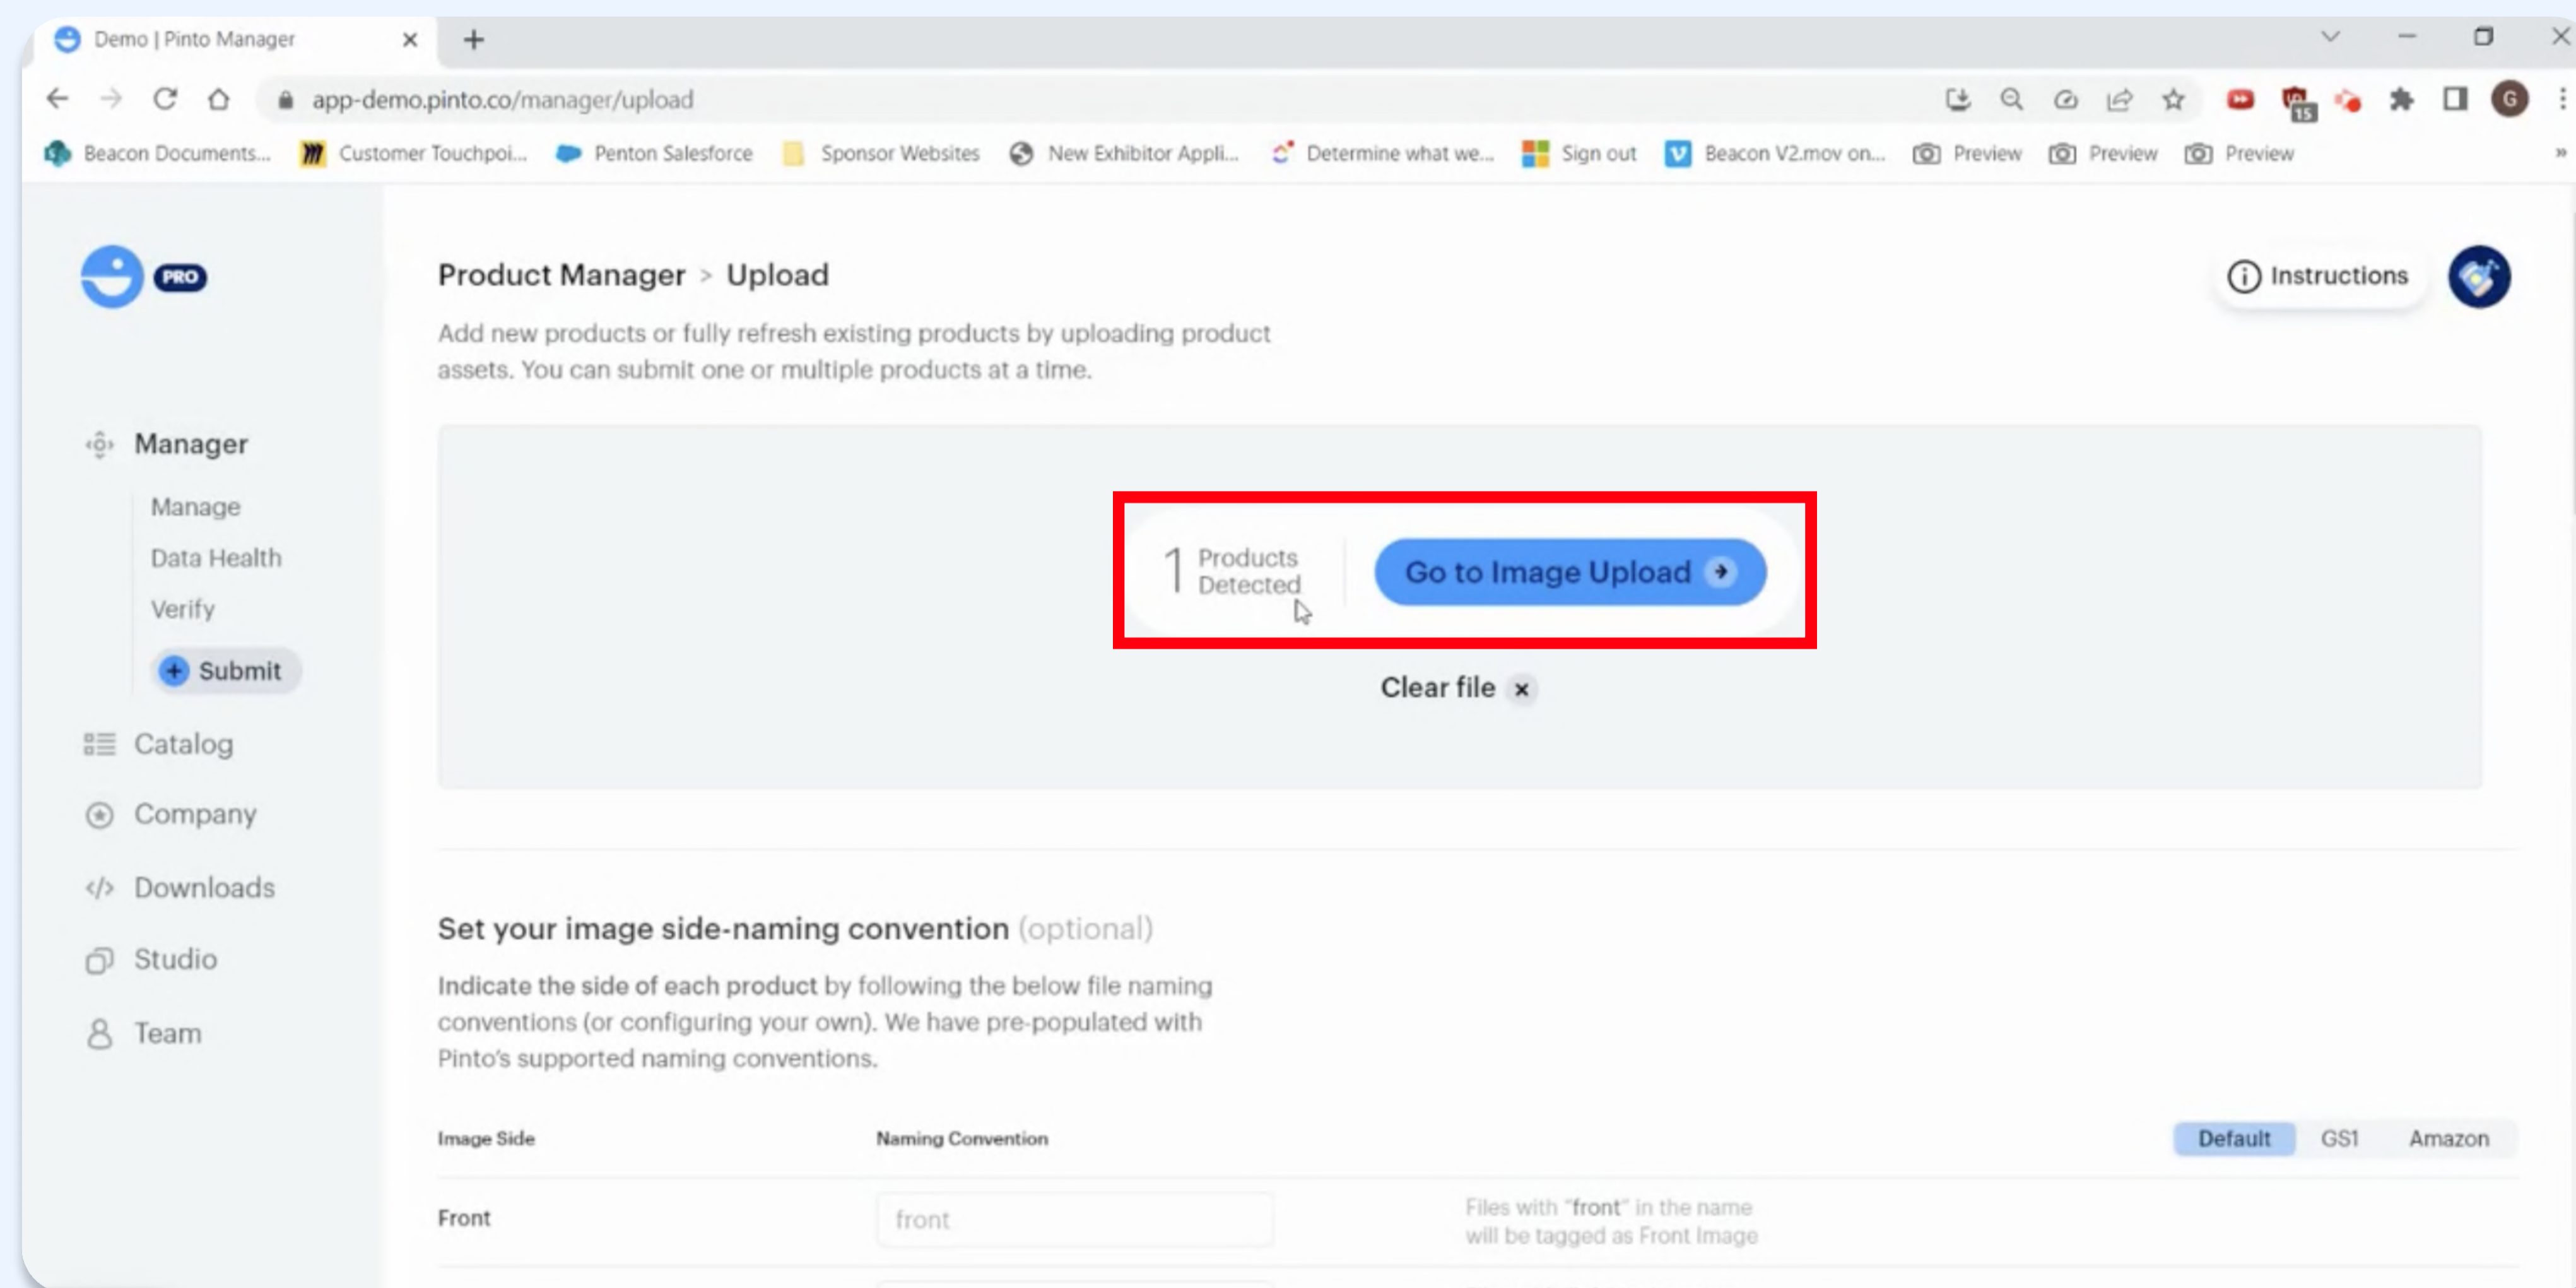 Demo | Pinto Manager
app-demo.pinto.co/manager/upload
G
15
Beacon Documents...
Customer Touchpoi...
Penton Salesforce
Sponsor Websites
New Exhibitor Appli...
Determine what we...
Sign out
Beacon V2.mov on...
Preview
Preview
Preview
PRO
Product Manager > Upload
Instructions
Add new products or fully refresh existing products by uploading product
assets. You can submit one or multiple products at a time.
Manager
Manage
Data Health
Verify
Submit
Catalog
Company
Downloads
Studio
Team
1 Products
Detected
Go to Image Upload
Clear file
Set your image side-naming convention (optional)
Indicate the side of each product by following the below file naming
conventions (or configuring your own). We have pre-populated with
Pinto's supported naming conventions.
Image Side
Naming Convention
Default
GS1
Amazon
Front
front
Files with "front" in the name
will be tagged as Front Image